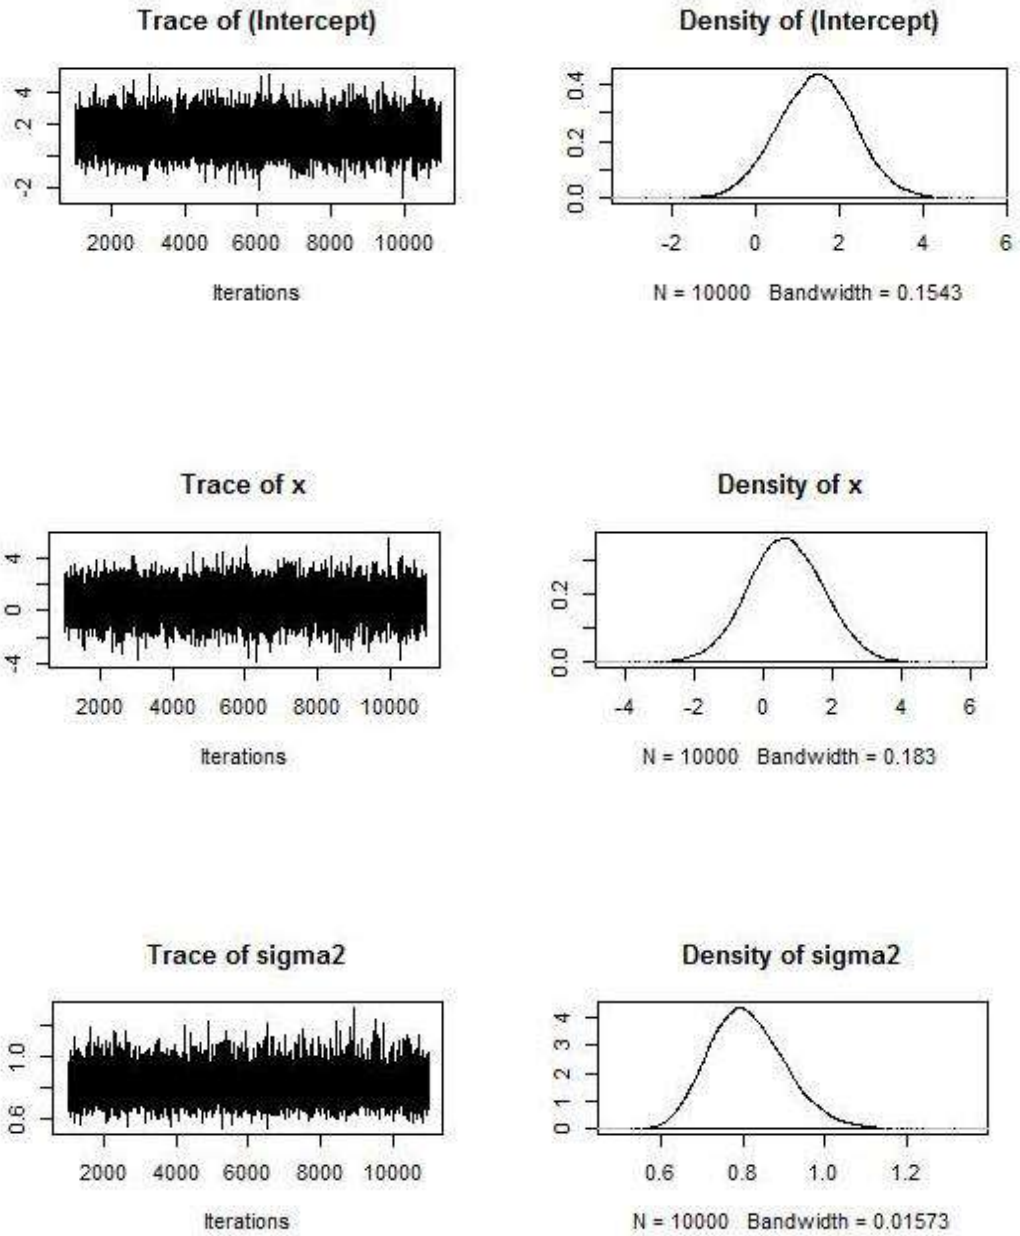 Trace of (Intercept)
Density of (Intercept)
4
2
-2
2000 4000 6000 8000 10000
Iterations
0.4
0.2
0.0
-2 0 2 4 6
N = 10000 Bandwidth = 0.1543
Trace of x
Density of x
4
0
-4
2000 4000 6000 8000 10000
Iterations
0.2
0.0
-4 -2 0 2 4 6
N = 10000 Bandwidth = 0.183
Trace of sigma2
Density of sigma2
1.0
0.6
2000 4000 6000 8000 10000
Iterations
4
3
2
1
0
0.6 0.8 1.0 1.2
N = 10000 Bandwidth = 0.01573